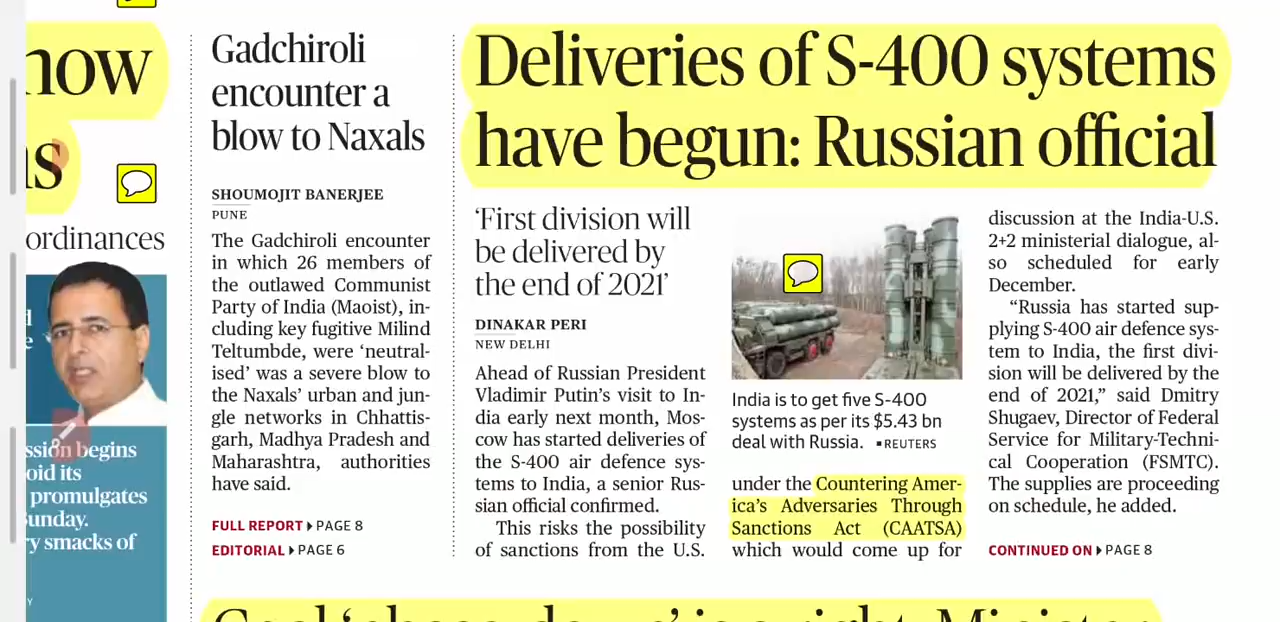 now
s
ordinances
d
e
ssion begins
oid its
promulgates
unday.
y smacks of
Y
Gadchiroli
encounter a
blow to Naxals
SHOUMOJIT BANERJEE
PUNE
The Gadchiroli encounter
in which 26 members of
the outlawed Communist
Party of India (Maoist), in-
cluding key fugitive Milind
Teltumbde, were ‘neutral-
ised’ was a severe blow to
the Naxals’ urban and jun-
gle networks in Chhattis-
garh, Madhya Pradesh and
Maharashtra, authorities
have said.
FULL REPORT PAGE 8
EDITORIAL PAGE 6
Deliveries of S-400 systems
have begun: Russian official
‘First division will
be delivered by
the end of 2021’
DINAKAR PERI
NEW DELHI
Ahead of Russian President
Vladimir Putin’s visit to In-
dia early next month, Mos-
cow has started deliveries of
the S-400 air defence sys-
tems to India, a senior Rus-
sian official confirmed.
This risks the possibility
of sanctions from the U.S.
India is to get five S-400
systems as per its $5.43 bn
deal with Russia. ▪REUTERS
under the Countering Amer-
ica’s Adversaries Through
Sanctions Act (CAATSA)
which would come up for
discussion at the India-U.S.
2+2 ministerial dialogue, al-
so scheduled for early
December.
“Russia has started sup-
plying S-400 air defence sys-
tem to India, the first divi-
sion will be delivered by the
end of 2021,” said Dmitry
Shugaev, Director of Federal
Service for Military-Techni-
cal Cooperation (FSMTC).
The supplies are proceeding
on schedule, he added.
CONTINUED ON PAGE 8